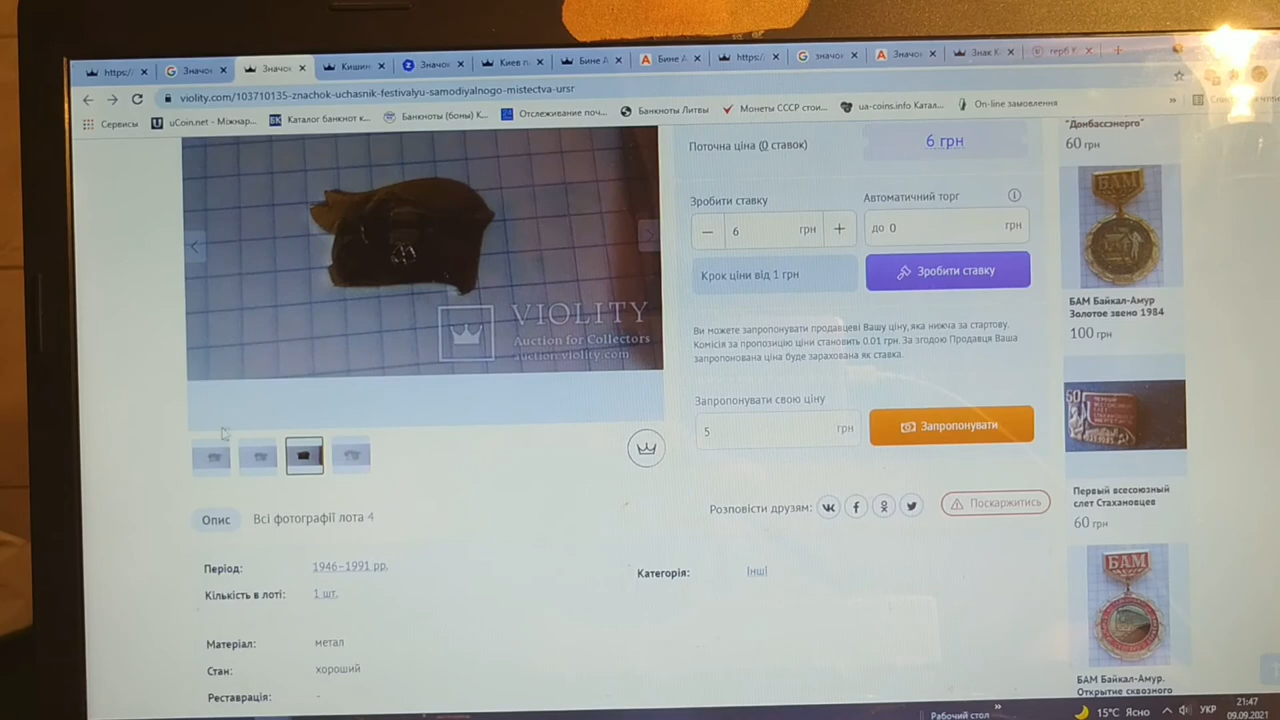 https:/
Значок
Значок
Кишин
Значок
Киев п
Бине А
Бине А
https:/
значок
Значок
Знак К
герб К
violity.com/103710135-znachok-uchasnik-festivalyu-samodiyalnogo-mistectva-ursr
Сервисы
uCoin.net - Міжнар...
Каталог банкнот к...
Банкноты (боны) К...
Отслеживание поч...
Банкноты Литвы
Монеты СССР стои...
ua-coins.info Катал...
On-line замовлення
VIOLITY
Auction for Collectors
auction.violity.com
Поточна ціна (0 ставок)
6 грн
Зробити ставку
Автоматичний торг
6 грн
до 0 грн
Крок ціни від 1 грн
Зробити ставку
Ви можете запропонувати продавцеві Вашу ціну, яка нижча за стартову.
Комісія за пропозицію ціни становить 0.01 грн. За згодою Продавця Ваша
запропонована ціна буде зарахована як ставка.
Запропонувати свою ціну
5 грн
Запропонувати
Розповісти друзям:
Поскаржитись
Опис
Всі фотографії лота 4
Період:
1946–1991 рр.
Категорія:
Інші
Кількість в лоті:
1 шт.
Матеріал:
метал
Стан:
хороший
Реставрація:
-
"Донбассэнерго"
60 грн
БАМ
БАМ Байкал-Амур
Золотое звено 1984
100 грн
Первый всесоюзный
слет Стахановцев
60 грн
БАМ
БАМ Байкал-Амур.
Открытие сквозного
Рабочий стол
15°C Ясно
УКР
21:47
09.09.2021